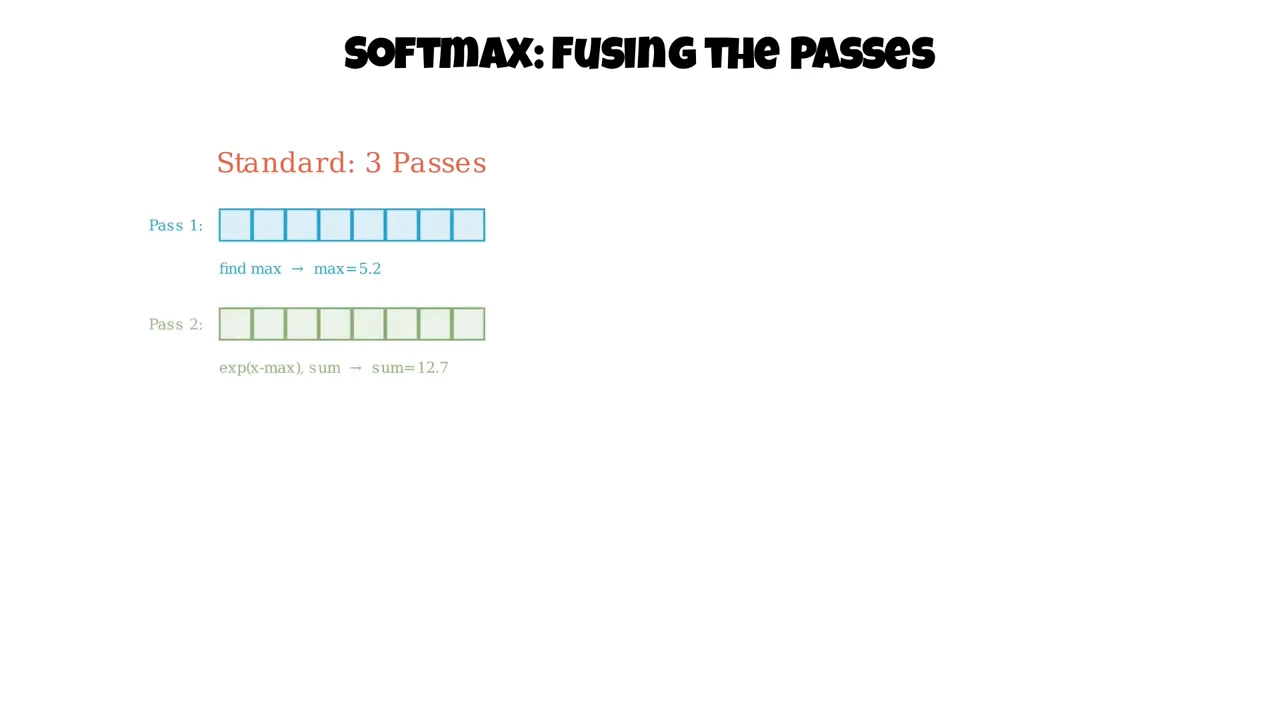 Softmax: Fusing the Passes
Standard: 3 Passes
Pass 1:
find max → max=5.2
Pass 2:
exp(x-max), sum → sum=12.7